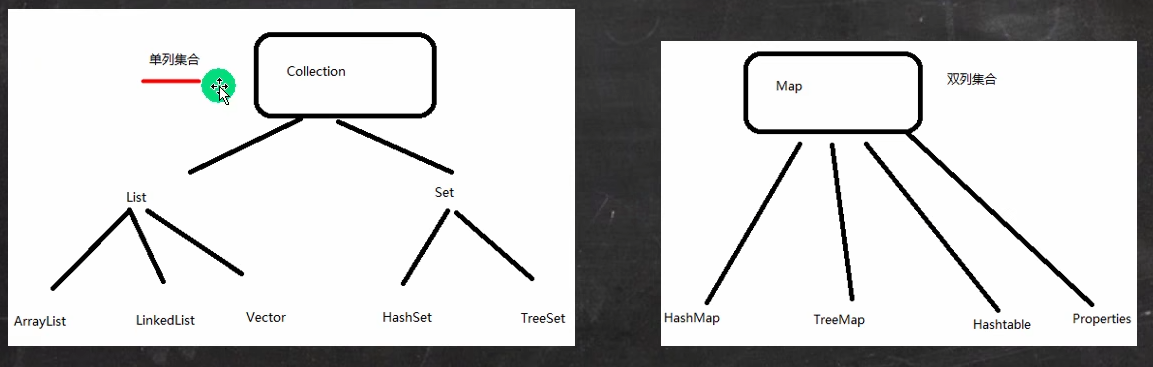 单列集合
Collection
List
Set
ArrayList
LinkedList
Vector
HashSet
TreeSet
Map
双列集合
HashMap
TreeMap
Hashtable
Properties